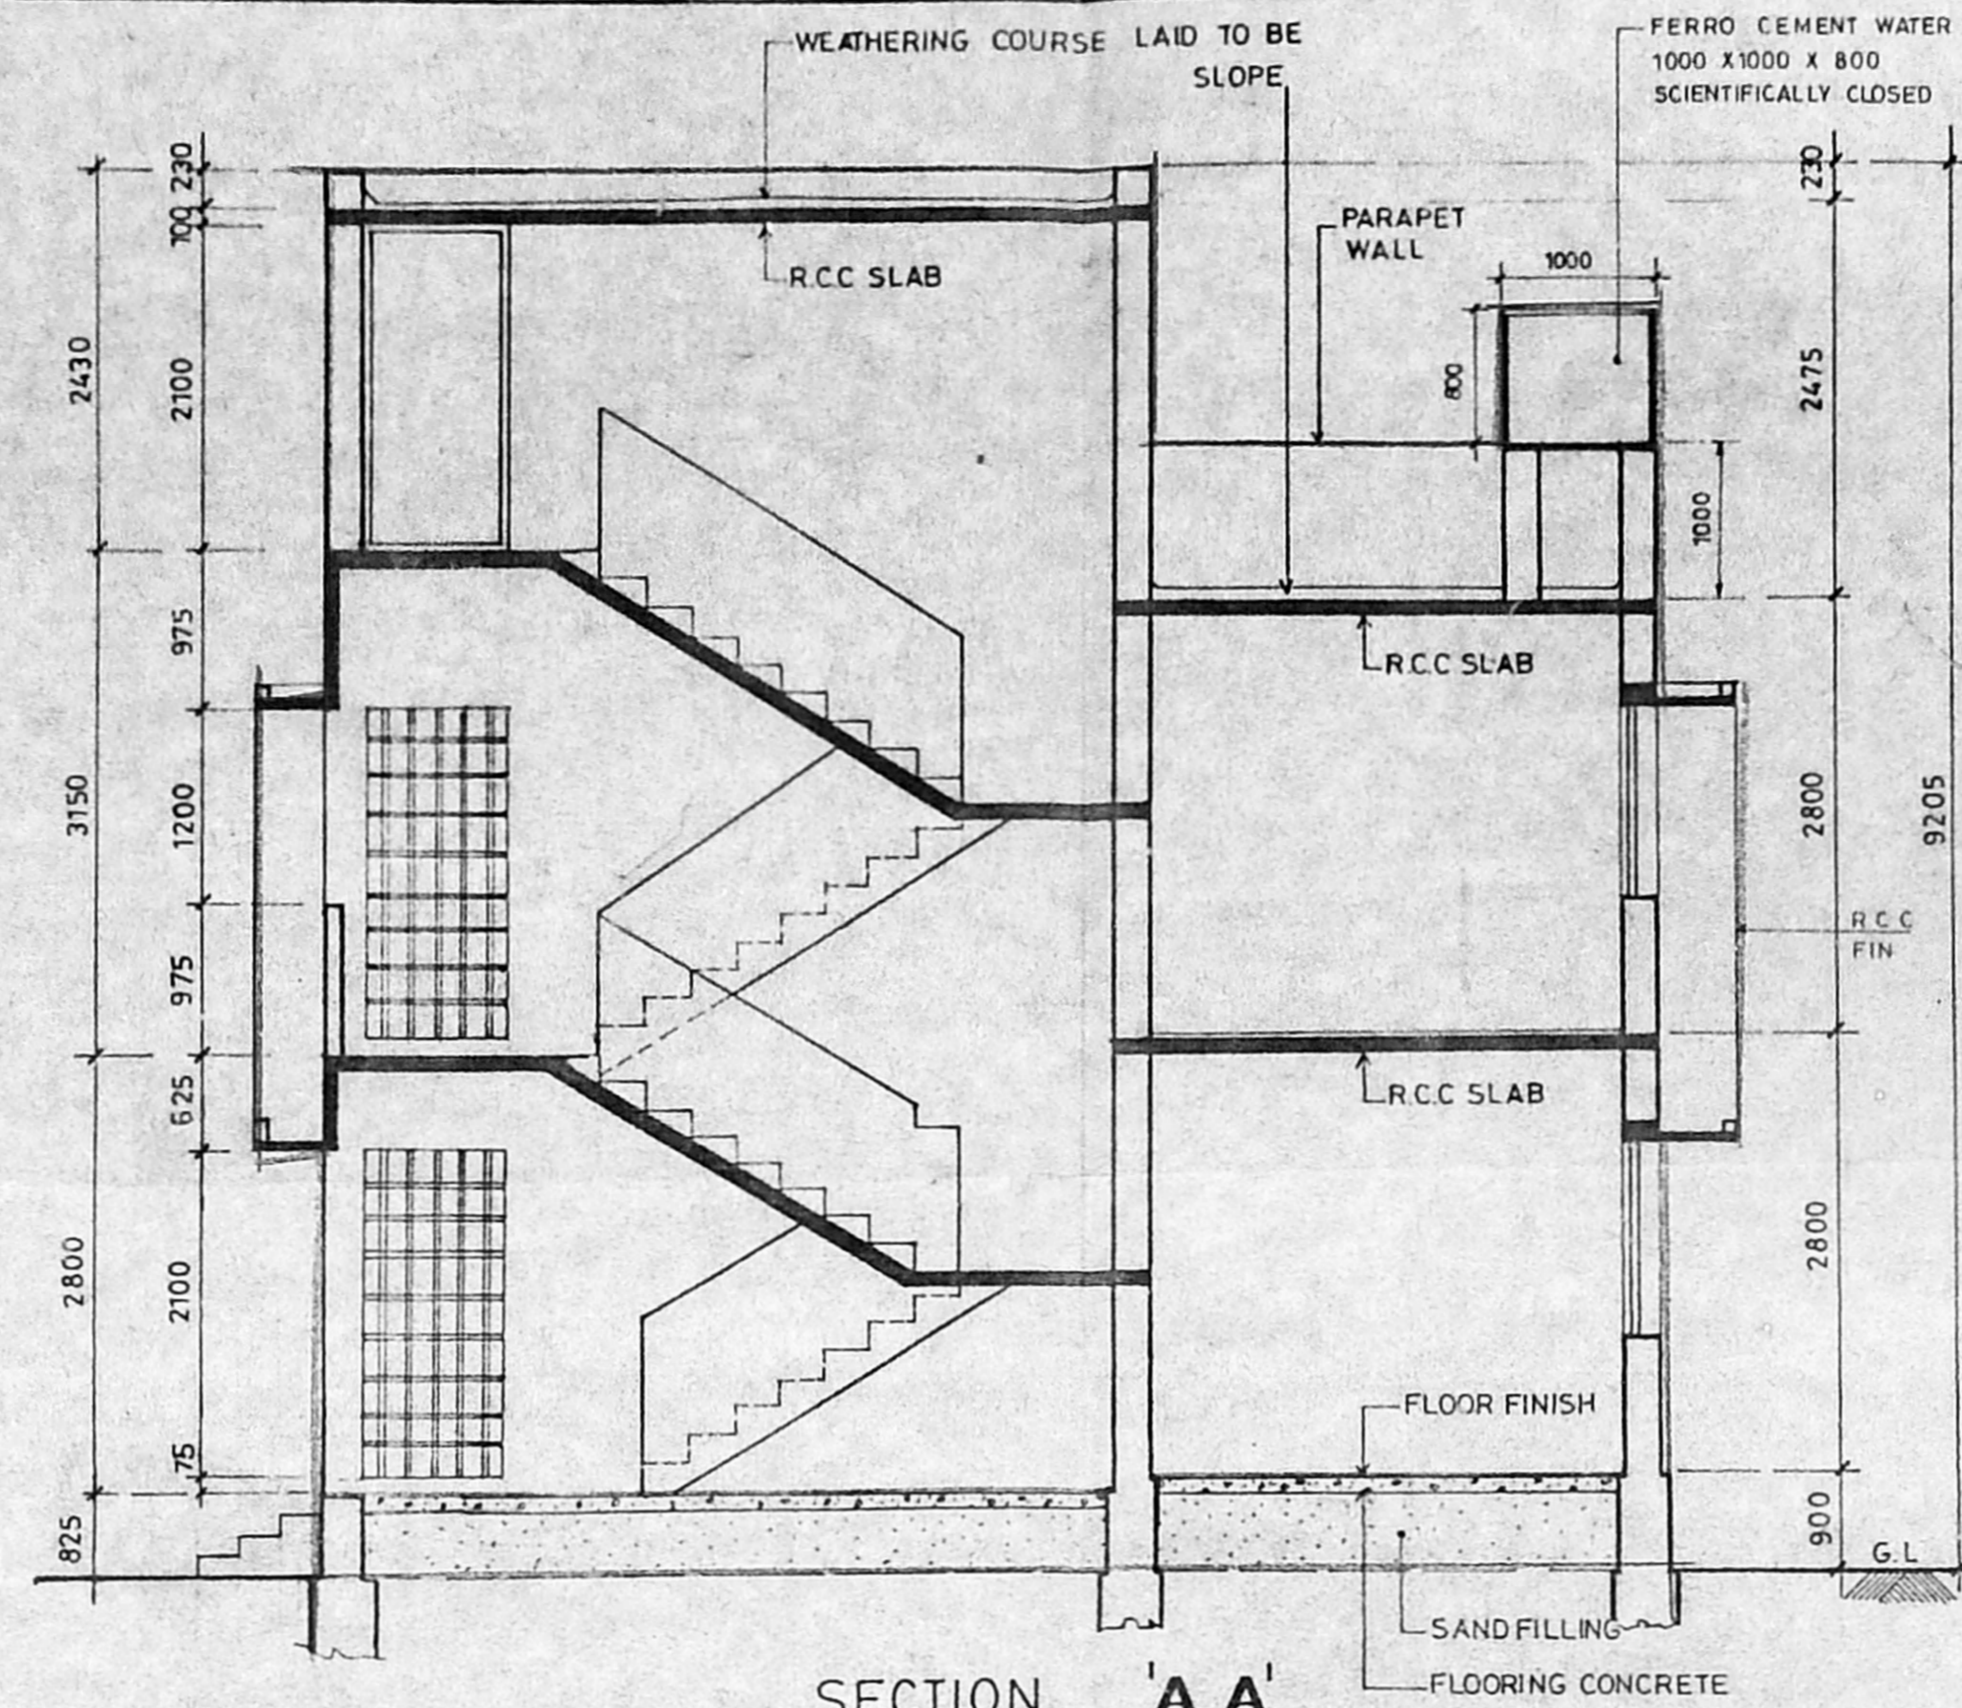 WEATHERING COURSE LAID TO BE
SLOPE
FERRO CEMENT WATER
1000 X1000 X 800
SCIENTIFICALLY CLOSED
230
100
2430
2100
R.C.C SLAB
PARAPET
WALL
1000
800
230
2475
1000
975
R.C.C SLAB
3150
1200
2800
9205
R C C
FIN
975
625
R.C.C SLAB
2800
2100
2800
FLOOR FINISH
75
825
900
G.L
SAND FILLING
FLOORING CONCRETE
SECTION 'A A'